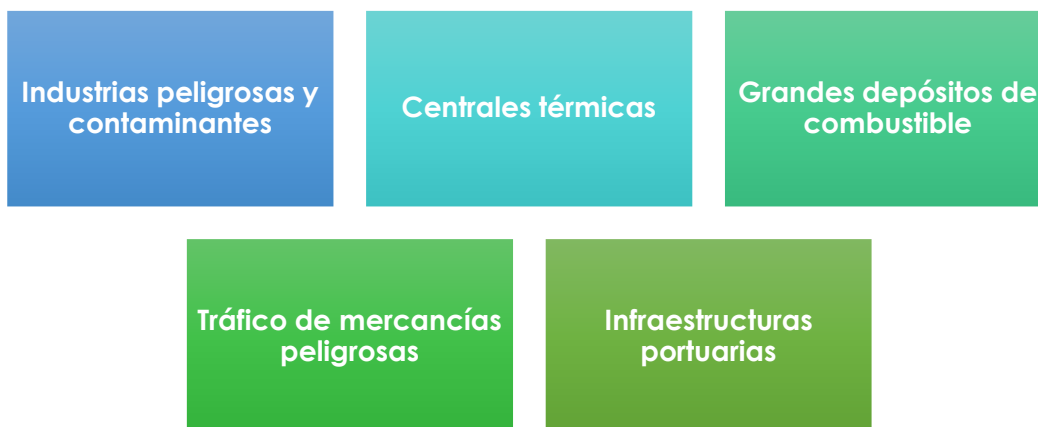 Industrias peligrosas y
contaminantes
Centrales térmicas
Grandes depósitos de
combustible
Tráfico de mercancías
peligrosas
Infraestructuras
portuarias